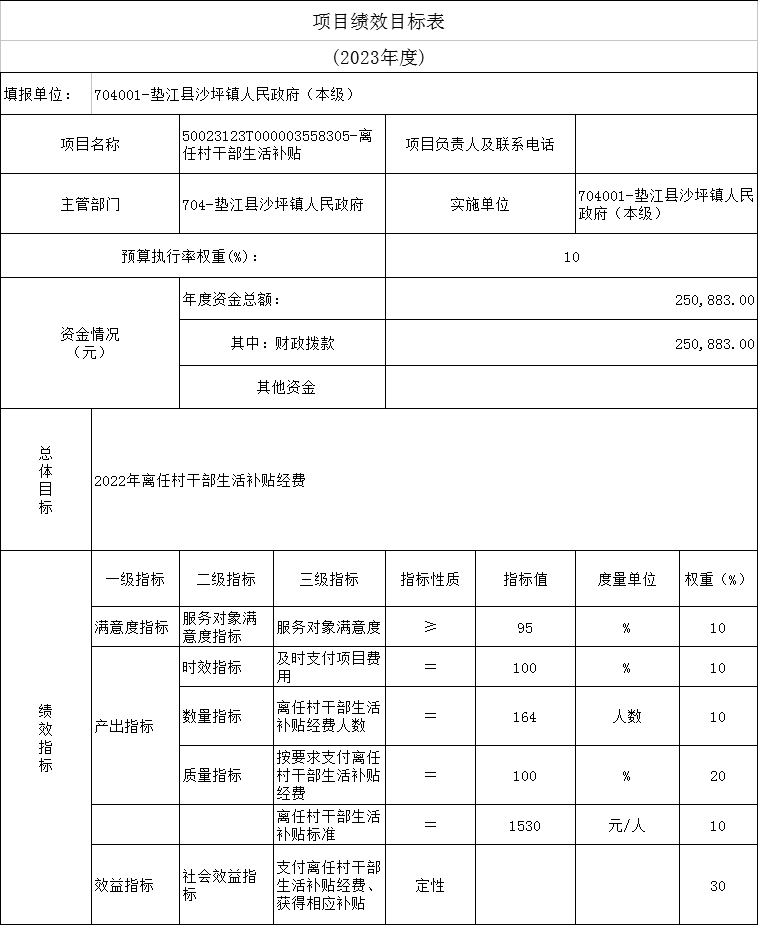 项目绩效目标表
(2023年度)
填报单位: 704001-垫江县沙坪镇人民政府（本级）
项目名称
50023123T000003558305-离
任村干部生活补贴
项目负责人及联系电话
主管部门
704-垫江县沙坪镇人民政府
实施单位
704001-垫江县沙坪镇人民
政府（本级）
预算执行率权重(%): 10
资金情况
（元）
年度资金总额: 250,883.00
其中: 财政拨款 250,883.00
其他资金
总
体
目
标
2022年离任村干部生活补贴经费
绩
效
指
标
一级指标 二级指标 三级指标 指标性质 指标值 度量单位 权重（%）
满意度指标
服务对象满
意度指标
服务对象满意度 ≥ 95 % 10
产出指标
时效指标
及时支付项目费
用
＝ 100 % 10
数量指标
离任村干部生活
补贴经费人数
＝ 164 人数 10
质量指标
按要求支付离任
村干部生活补贴
经费
＝ 100 % 20
离任村干部生活
补贴标准
＝ 1530 元/人 10
效益指标
社会效益指
标
支付离任村干部
生活补贴经费、
获得相应补贴
定性 30